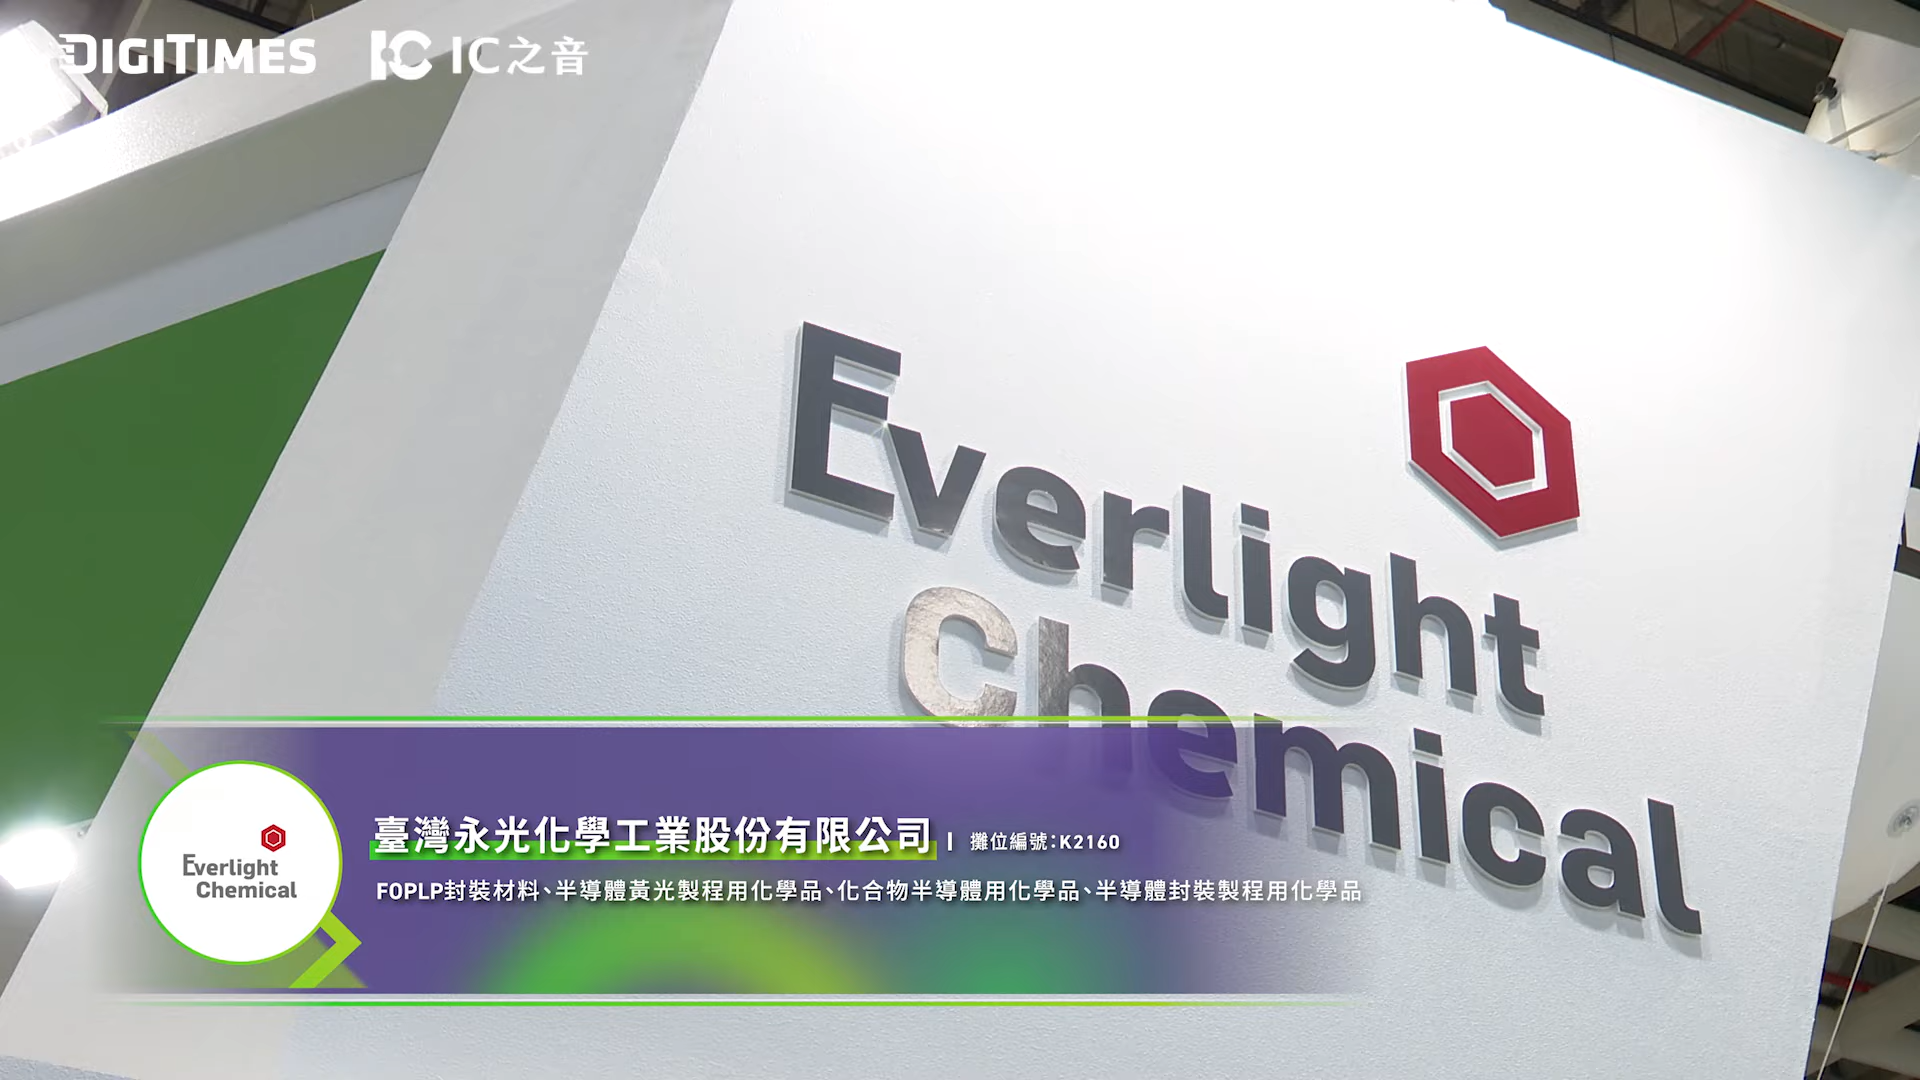 DIGITIMES IC IC之音
Everlight
Chemical
臺灣永光化學工業股份有限公司 | 攤位編號:K2160
Everlight
Chemical
FOPLP封裝材料、半導體黃光製程用化學品、化合物半導體用化學品、半導體封裝製程用化學品